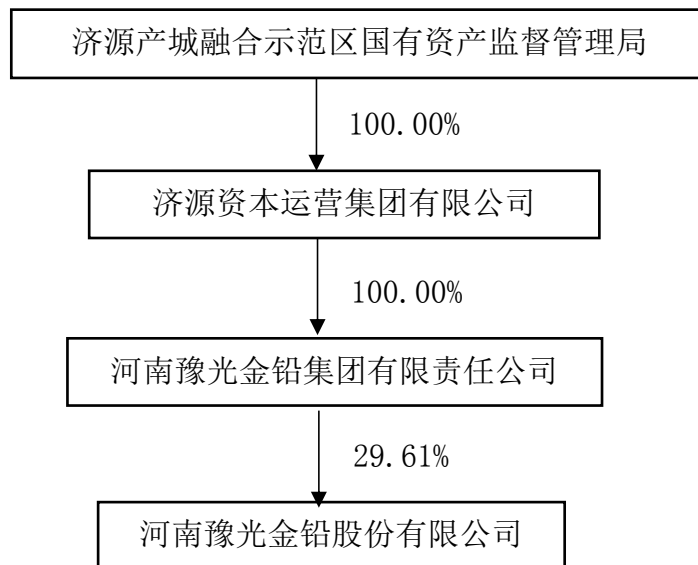 济源产城融合示范区国有资产监督管理局
100.00%
济源资本运营集团有限公司
100.00%
河南豫光金铅集团有限责任公司
29.61%
河南豫光金铅股份有限公司